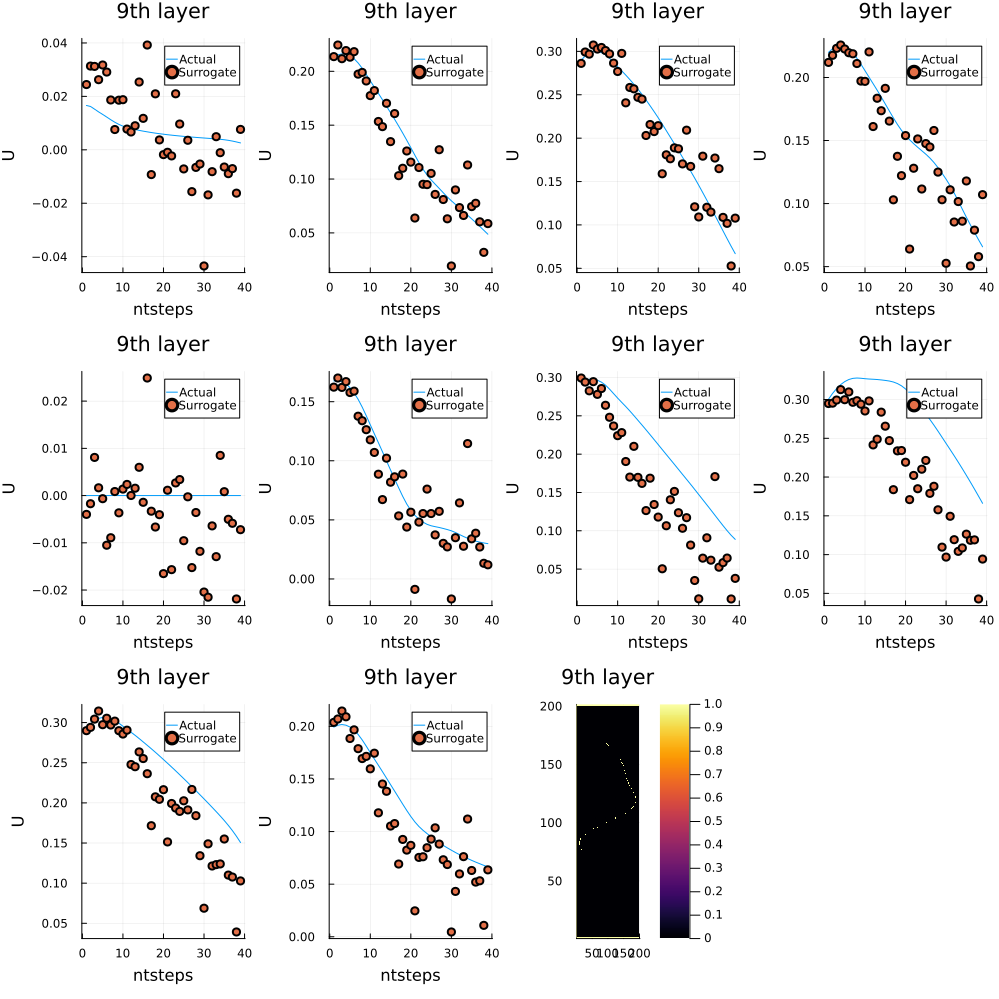 9th layer 9th layer 9th layer 9th layer
0.04 0.02 0.00 −0.02 −0.04 U 0 10 20 30 40 ntsteps Actual Surrogate
0.20 0.15 0.10 0.05 U 0 10 20 30 40 ntsteps Actual Surrogate
0.30 0.25 0.20 0.15 0.10 0.05 U 0 10 20 30 40 ntsteps Actual Surrogate
0.20 0.15 0.10 0.05 U 0 10 20 30 40 ntsteps Actual Surrogate
9th layer 9th layer 9th layer 9th layer
0.02 0.01 0.00 −0.01 −0.02 U 0 10 20 30 40 ntsteps Actual Surrogate
0.15 0.10 0.05 0.00 U 0 10 20 30 40 ntsteps Actual Surrogate
0.30 0.25 0.20 0.15 0.10 0.05 U 0 10 20 30 40 ntsteps Actual Surrogate
0.30 0.25 0.20 0.15 0.10 0.05 U 0 10 20 30 40 ntsteps Actual Surrogate
9th layer 9th layer 9th layer
0.30 0.25 0.20 0.15 0.10 0.05 U 0 10 20 30 40 ntsteps Actual Surrogate
0.20 0.15 0.10 0.05 0.00 U 0 10 20 30 40 ntsteps Actual Surrogate
200 150 100 50
50 100 150 200
1.0 0.9 0.8 0.7 0.6 0.5 0.4 0.3 0.2 0.1 0